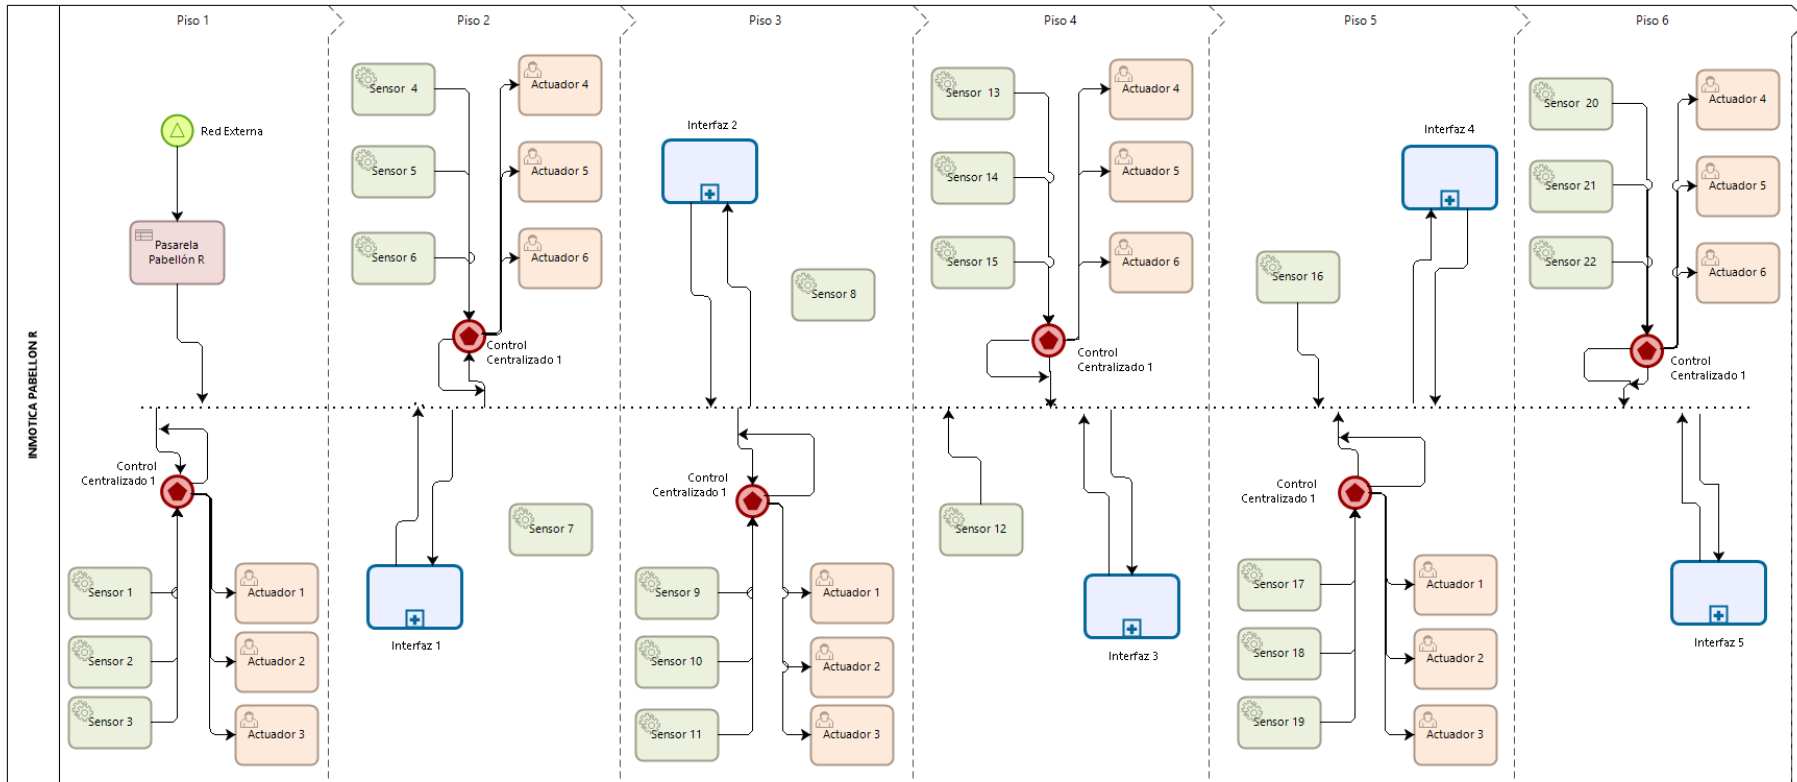 INMOTICA PABELLON R
Piso 1
Red Externa
Pasarela
Pabellón R
Control
Centralizado 1
Sensor 1
Actuador 1
Sensor 2
Actuador 2
Sensor 3
Actuador 3
Piso 2
Sensor 4
Actuador 4
Sensor 5
Actuador 5
Sensor 6
Actuador 6
Control
Centralizado 1
Sensor 7
Interfaz 1
Piso 3
Interfaz 2
Sensor 8
Control
Centralizado 1
Sensor 9
Actuador 1
Sensor 10
Actuador 2
Sensor 11
Actuador 3
Piso 4
Sensor 13
Actuador 4
Sensor 14
Actuador 5
Sensor 15
Actuador 6
Control
Centralizado 1
Sensor 12
Interfaz 3
Piso 5
Interfaz 4
Sensor 16
Control
Centralizado 1
Sensor 17
Actuador 1
Sensor 18
Actuador 2
Sensor 19
Actuador 3
Piso 6
Sensor 20
Actuador 4
Sensor 21
Actuador 5
Sensor 22
Actuador 6
Control
Centralizado 1
Interfaz 5